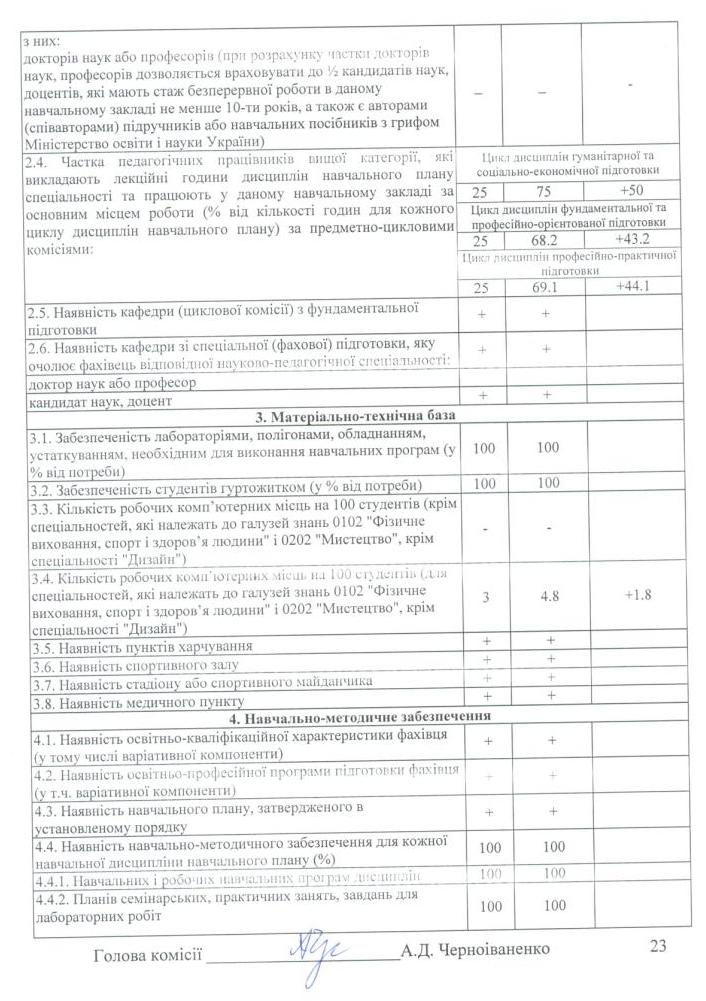 з них:
докторів наук або професорів (при розрахунку частки докторів
наук, професорів дозволяється враховувати до ½ кандидатів наук,
доцентів, які мають стаж безперервної роботи в даному
навчальному закладі не менше 10-ти років, а також є авторами
(співавторами) підручників або навчальних посібників з грифом
Міністерства освіти і науки України)
– – -
2.4. Частка педагогічних працівників вищої категорії, які
викладають лекційні години дисциплін навчального плану
спеціальності та працюють у даному навчальному закладі за
основним місцем роботи (% від кількості годин для кожного
циклу дисциплін навчального плану) за предметно-цикловими
комісіями:
Цикл дисциплін гуманітарної та
соціально-економічної підготовки
25 75 +50
Цикл дисциплін фундаментальної та
професійно-орієнтованої підготовки
25 68.2 +43.2
Цикл дисциплін професійно-практичної
підготовки
25 69.1 +44.1
2.5. Наявність кафедри (циклової комісії) з фундаментальної
підготовки
+ +
2.6. Наявність кафедри зі спеціальної (фахової) підготовки, яку
очолює фахівець відповідної науково-педагогічної спеціальності:
+ +
доктор наук або професор
кандидат наук, доцент + +
3. Матеріально-технічна база
3.1. Забезпеченість лабораторіями, полігонами, обладнанням,
устаткуванням, необхідним для виконання навчальних програм (у
% від потреби)
100 100
3.2. Забезпеченість студентів гуртожитком (у % від потреби) 100 100
3.3. Кількість робочих комп’ютерних місць на 100 студентів (крім
спеціальностей, які належать до галузей знань 0102 "Фізичне
виховання, спорт і здоров’я людини" і 0202 "Мистецтво", крім
спеціальності "Дизайн")
- -
3.4. Кількість робочих комп’ютерних місць на 100 студентів (для
спеціальностей, які належать до галузей знань 0102 "Фізичне
виховання, спорт і здоров’я людини" і 0202 "Мистецтво", крім
спеціальності "Дизайн")
3 4.8 +1.8
3.5. Наявність пунктів харчування + +
3.6. Наявність спортивного залу + +
3.7. Наявність стадіону або спортивного майданчика + +
3.8. Наявність медичного пункту + +
4. Навчально-методичне забезпечення
4.1. Наявність освітньо-кваліфікаційної характеристики фахівця
(у тому числі варіативної компоненти)
+ +
4.2. Наявність освітньо-професійної програми підготовки фахівця
(у т.ч. варіативної компоненти)
+ +
4.3. Наявність навчального плану, затвердженого в
установленому порядку
+ +
4.4. Наявність навчально-методичного забезпечення для кожної
навчальної дисципліни навчального плану (%)
100 100
4.4.1. Навчальних і робочих навчальних програм дисциплін 100 100
4.4.2. Планів семінарських, практичних занять, завдань для
лабораторних робіт
100 100
Голова комісії А.Д. Черноіваненко 23